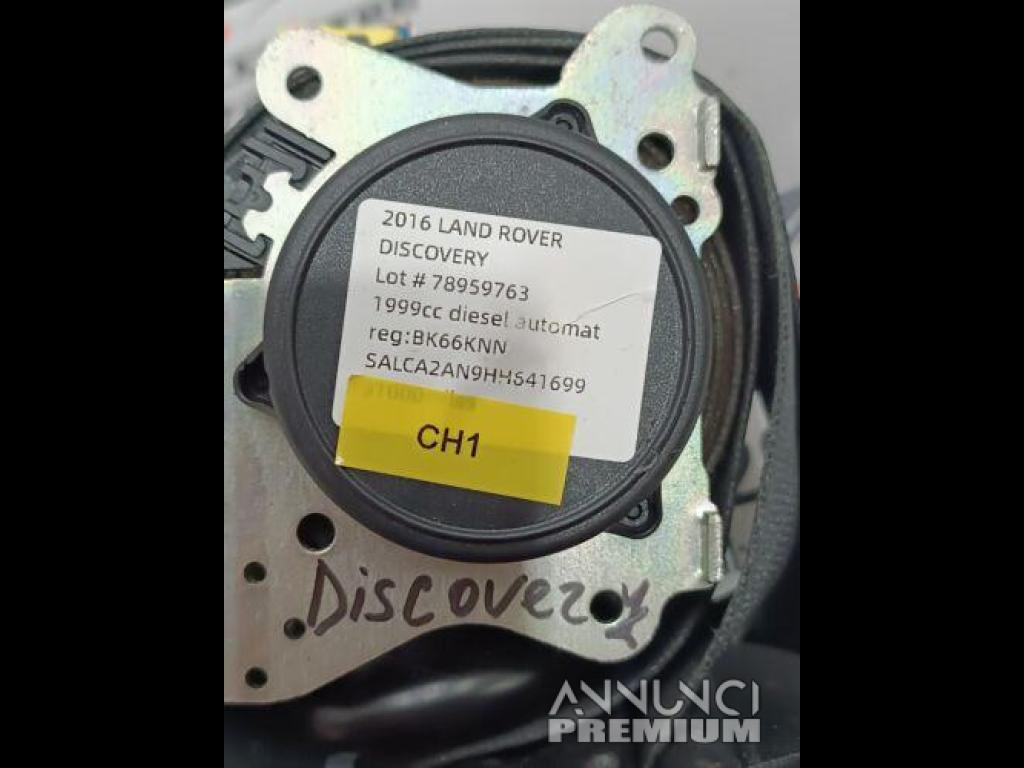 2016 LAND ROVER
DISCOVERY
Lot # 78959763
1999cc diesel automat
reg:BK66KNN
SALCA2AN9HH641699
CH1
Discovery
ANNUNCI
PREMIUM